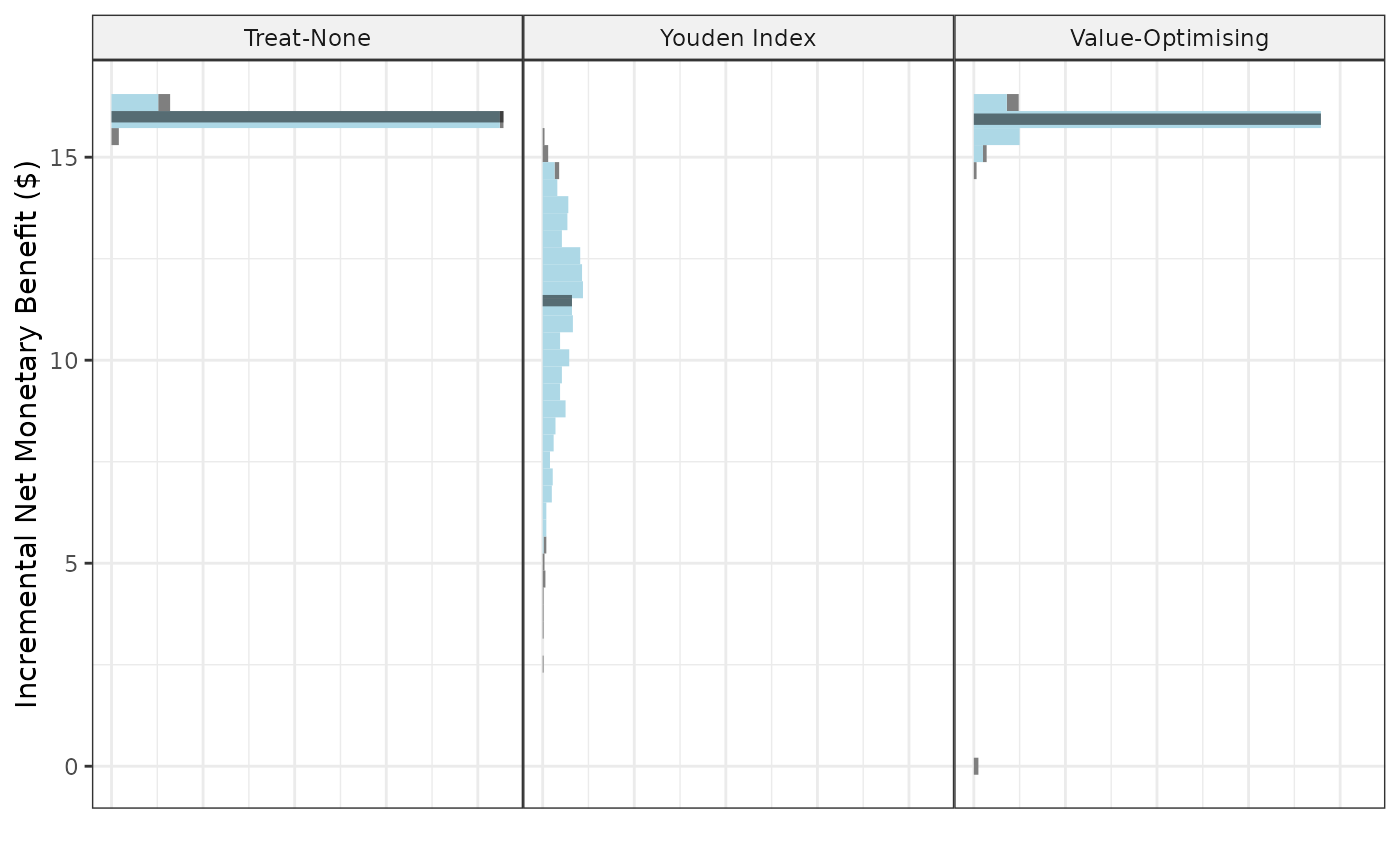 Treat-None
Youden Index
Value-Optimising
Incremental Net Monetary Benefit ($)
15
10
5
0